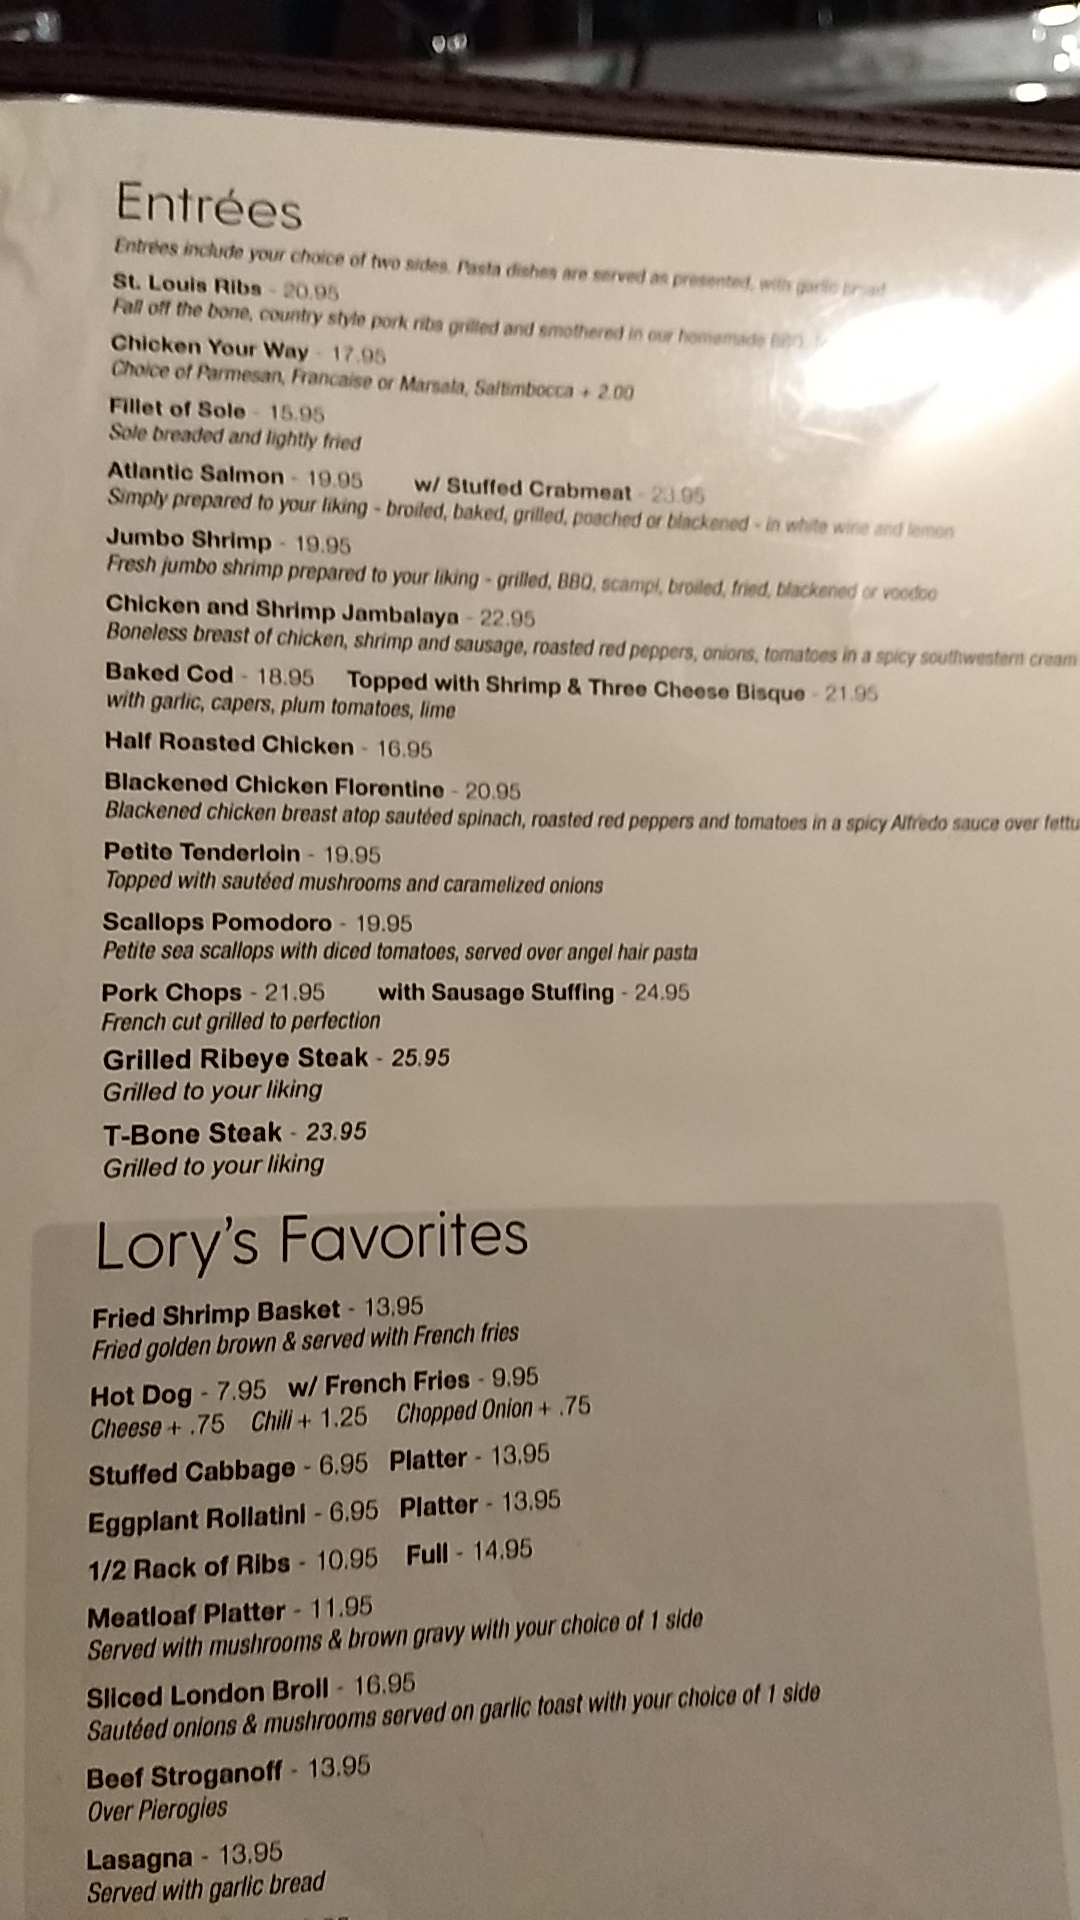 Entrées
Entrées include your choice of two sides. Pasta dishes are served as presented, with garlic bread
St. Louis Ribs - 20.95
Fall off the bone, country style pork ribs grilled and smothered in our homemade BBQ
Chicken Your Way - 17.95
Choice of Parmesan, Francaise or Marsala, Saltimbocca + 2.00
Fillet of Sole - 15.95
Sole breaded and lightly fried
Atlantic Salmon - 19.95 w/ Stuffed Crabmeat - 23.95
Simply prepared to your liking - broiled, baked, grilled, poached or blackened - in white wine and lemon
Jumbo Shrimp - 19.95
Fresh jumbo shrimp prepared to your liking - grilled, BBQ, scampi, broiled, fried, blackened or voodoo
Chicken and Shrimp Jambalaya - 22.95
Boneless breast of chicken, shrimp and sausage, roasted red peppers, onions, tomatoes in a spicy southwestern cream
Baked Cod - 18.95 Topped with Shrimp & Three Cheese Bisque - 21.95
with garlic, capers, plum tomatoes, lime
Half Roasted Chicken - 16.95
Blackened Chicken Florentine - 20.95
Blackened chicken breast atop sautéed spinach, roasted red peppers and tomatoes in a spicy Alfredo sauce over fettu
Petite Tenderloin - 19.95
Topped with sautéed mushrooms and caramelized onions
Scallops Pomodoro - 19.95
Petite sea scallops with diced tomatoes, served over angel hair pasta
Pork Chops - 21.95 with Sausage Stuffing - 24.95
French cut grilled to perfection
Grilled Ribeye Steak - 25.95
Grilled to your liking
T-Bone Steak - 23.95
Grilled to your liking
Lory's Favorites
Fried Shrimp Basket - 13.95
Fried golden brown & served with French fries
Hot Dog - 7.95 w/ French Fries - 9.95
Cheese + .75 Chili + 1.25 Chopped Onion + .75
Stuffed Cabbage - 6.95 Platter - 13.95
Eggplant Rollatini - 6.95 Platter - 13.95
1/2 Rack of Ribs - 10.95 Full - 14.95
Meatloaf Platter - 11.95
Served with mushrooms & brown gravy with your choice of 1 side
Sliced London Broil - 16.95
Sautéed onions & mushrooms served on garlic toast with your choice of 1 side
Beef Stroganoff - 13.95
Over Pierogies
Lasagna - 13.95
Served with garlic bread